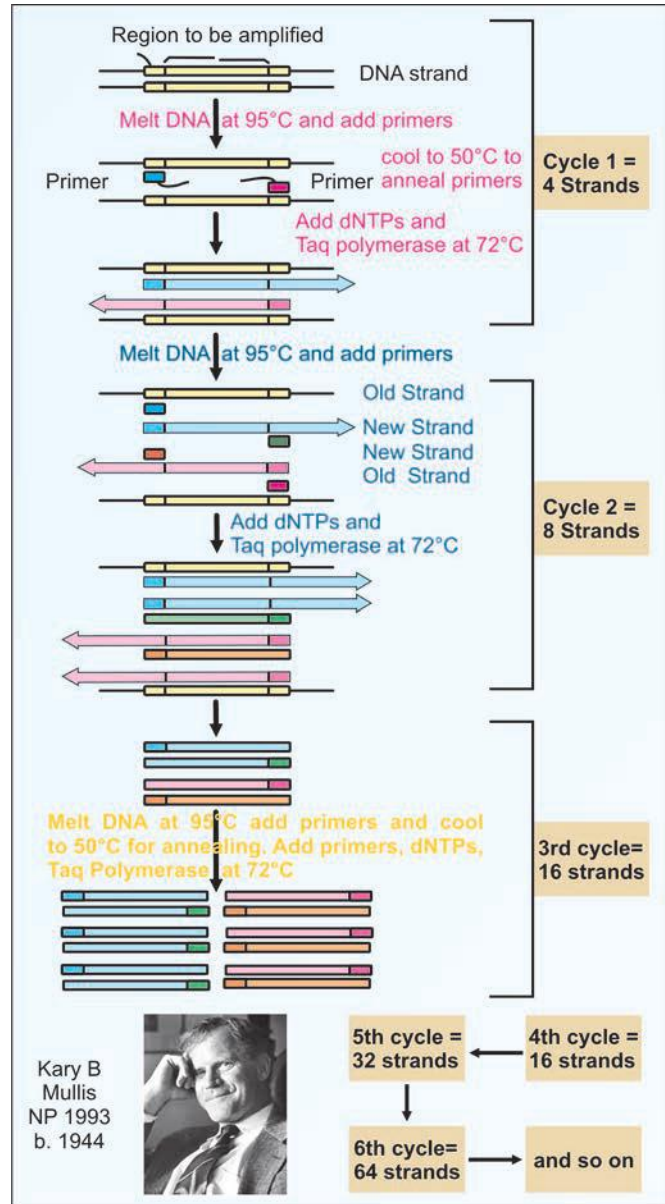 Region to be amplified
DNA strand
Melt DNA at 95°C and add primers
cool to 50°C to
anneal primers
Primer
Primer
Cycle 1 =
4 Strands
Add dNTPs and
Taq polymerase at 72°C
Melt DNA at 95°C and add primers
Old Strand
New Strand
New Strand
Old Strand
Cycle 2 =
8 Strands
Add dNTPs and
Taq polymerase at 72°C
Melt DNA at 95°C add primers and cool
to 50°C for annealing. Add primers, dNTPs,
Taq Polymerase at 72°C
3rd cycle=
16 strands
Kary B
Mullis
NP 1993
b. 1944
5th cycle =
32 strands
4th cycle =
16 strands
6th cycle=
64 strands
and so on